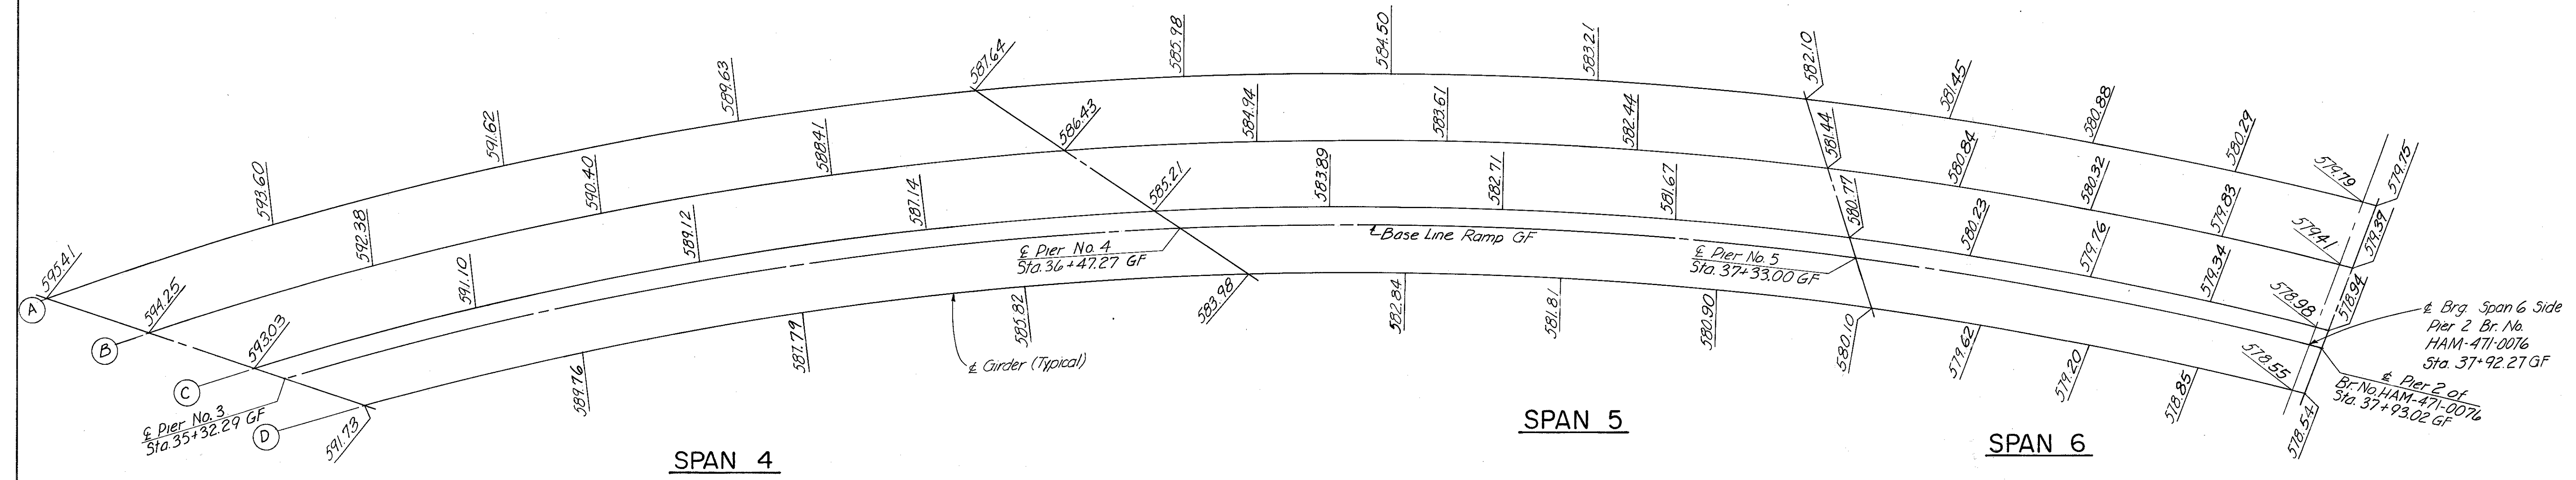 595.41
593.60
591.62
589.63
587.64
585.98
584.50
583.21
582.10
581.45
580.88
580.29
579.79
579.75
594.25
592.38
590.40
588.41
586.43
584.94
583.61
582.44
581.44
580.84
580.32
579.83
579.41
579.39
593.03
591.10
589.12
587.14
585.21
583.89
582.71
581.67
580.77
580.23
579.76
579.34
578.98
578.94
591.73
589.76
587.79
585.82
583.98
582.84
581.81
580.90
580.10
579.62
579.20
578.85
578.55
578.54
A
B
C
D
℄ Pier No. 3
Sta. 35+32.29 GF
℄ Pier No. 4
Sta. 36+47.27 GF
℄ Base Line Ramp GF
℄ Pier No. 5
Sta. 37+33.00 GF
℄ Girder (Typical)
℄ Brg. Span 6 Side
Pier 2 Br. No.
HAM-471-0076
Sta. 37+92.27 GF
℄ Pier 2 of
Br. No. HAM-471-0076
Sta. 37+93.02 GF
SPAN 4
SPAN 5
SPAN 6